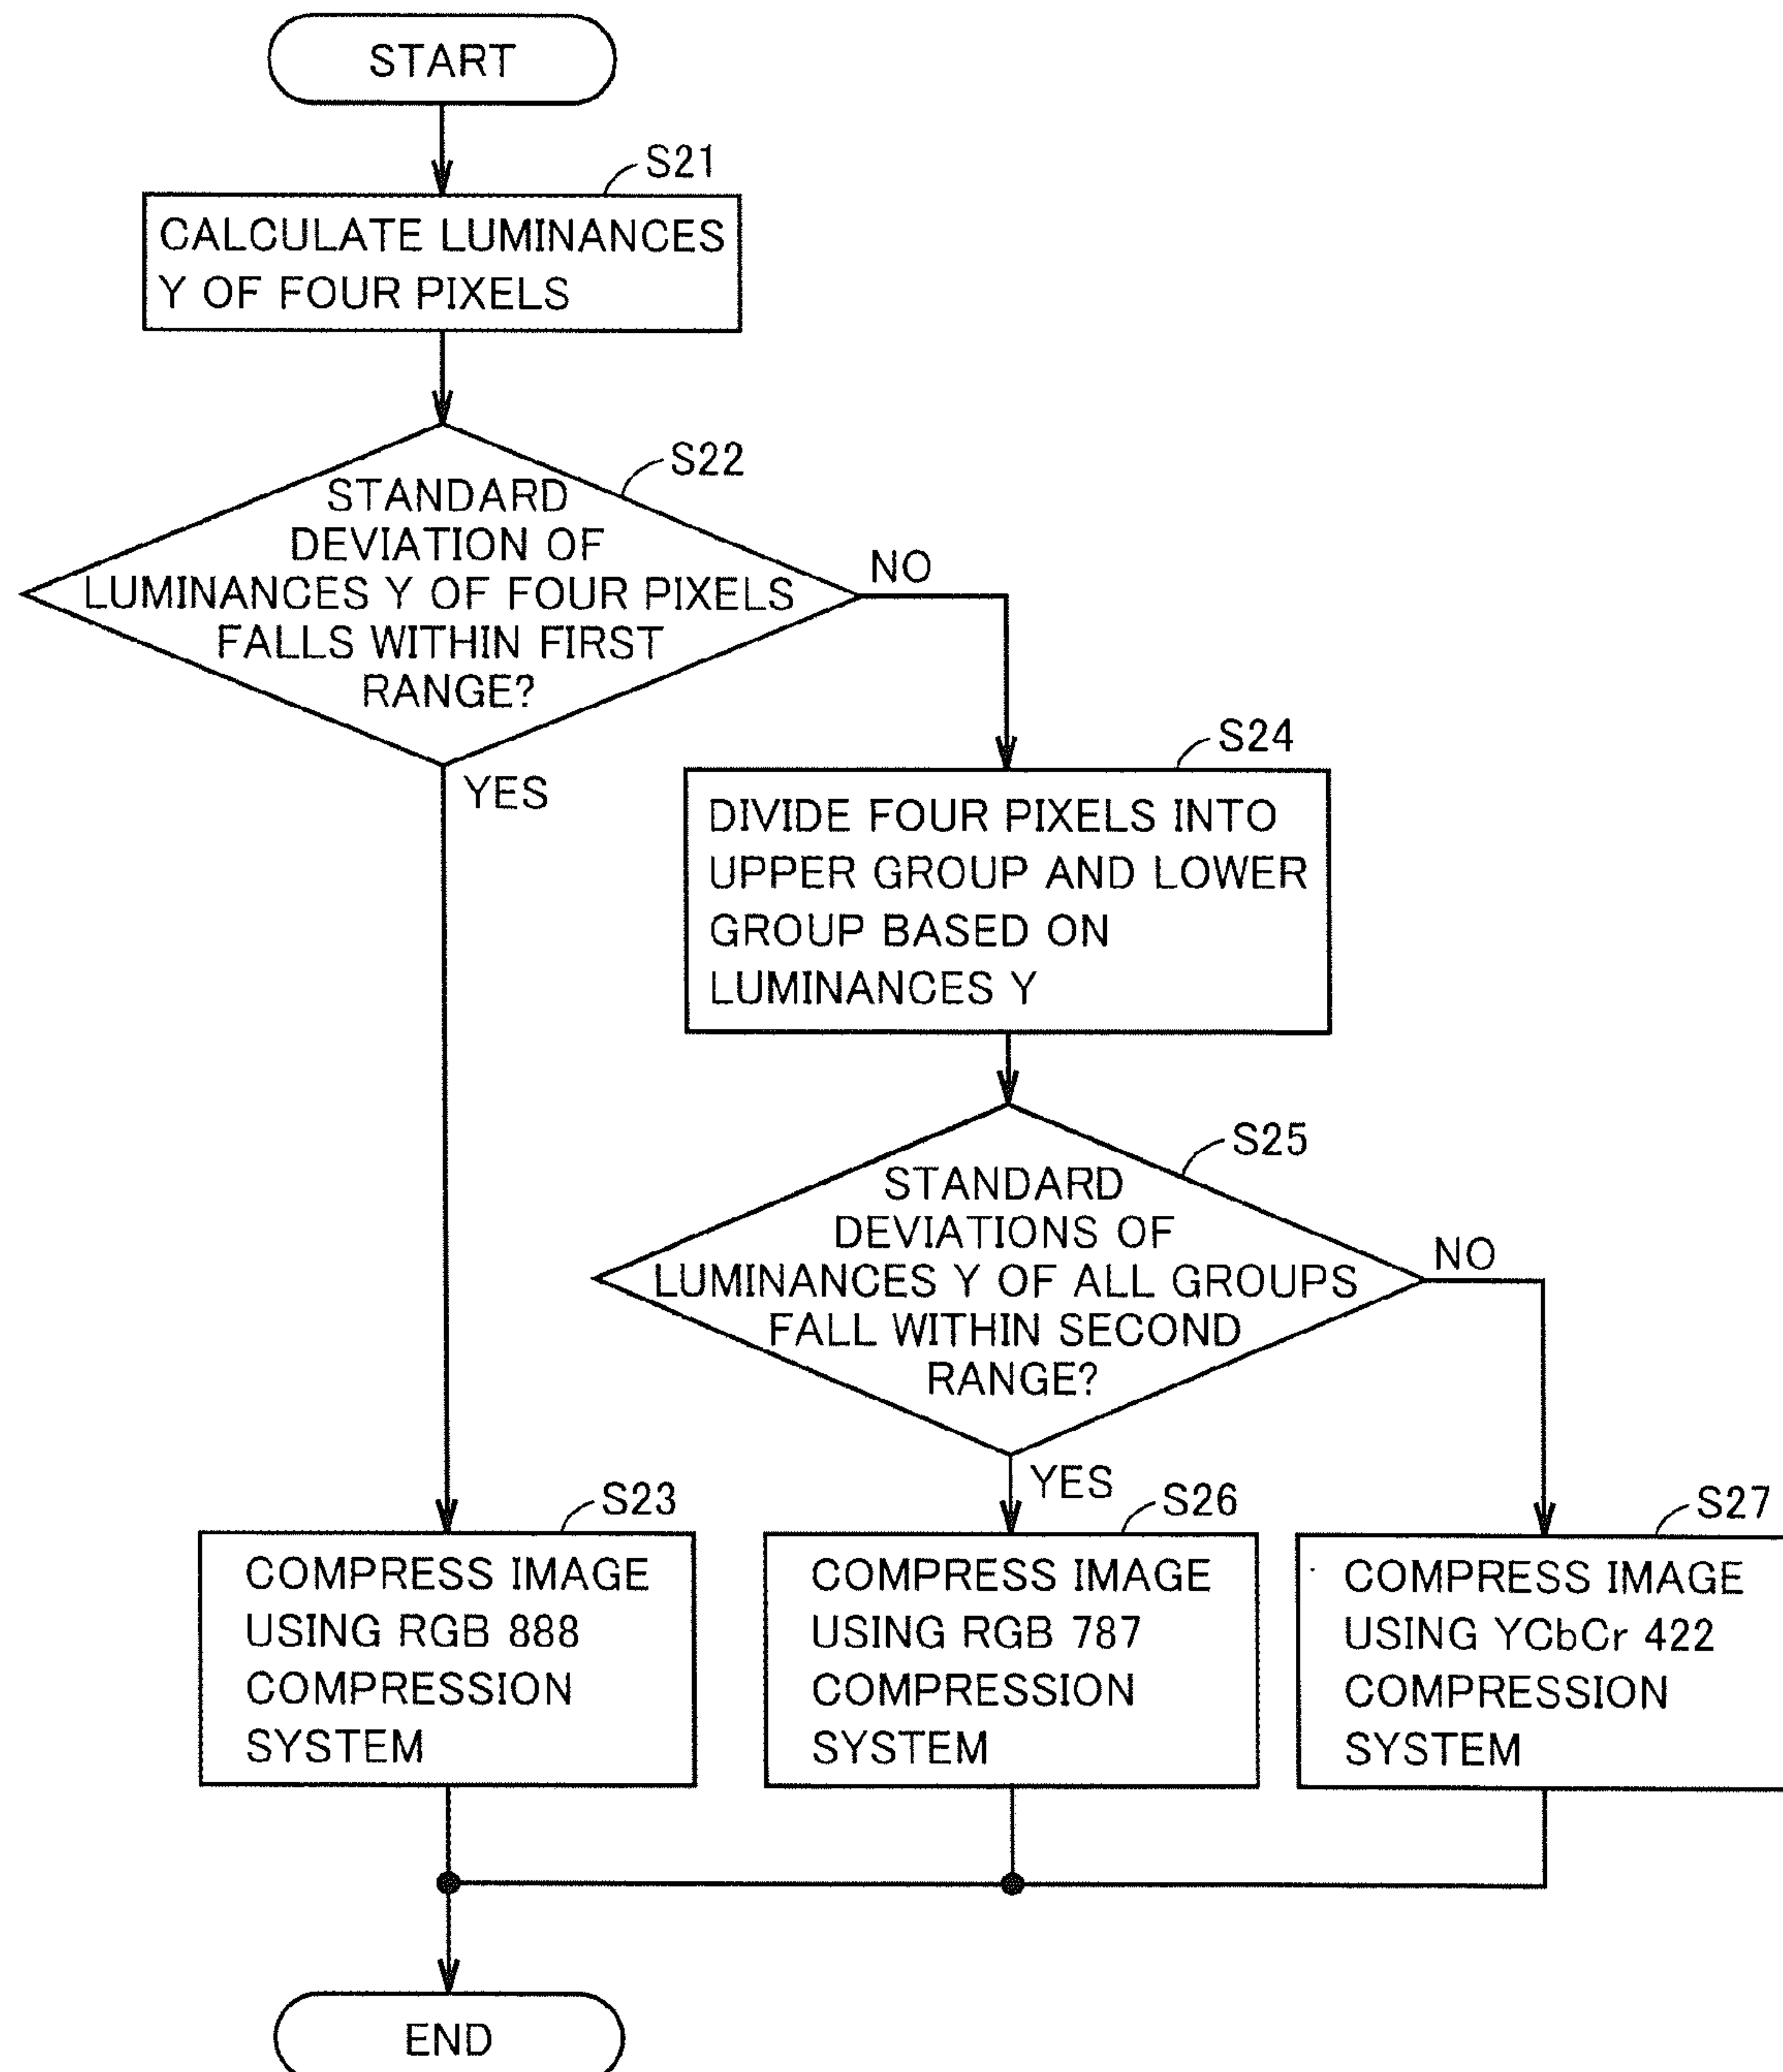 START
S21
CALCULATE LUMINANCES
Y OF FOUR PIXELS
S22
STANDARD
DEVIATION OF
LUMINANCES Y OF FOUR PIXELS
FALLS WITHIN FIRST
RANGE?
NO
YES
S24
DIVIDE FOUR PIXELS INTO
UPPER GROUP AND LOWER
GROUP BASED ON
LUMINANCES Y
S25
STANDARD
DEVIATIONS OF
LUMINANCES Y OF ALL GROUPS
FALL WITHIN SECOND
RANGE?
NO
YES
S23
COMPRESS IMAGE
USING RGB 888
COMPRESSION
SYSTEM
S26
COMPRESS IMAGE
USING RGB 787
COMPRESSION
SYSTEM
S27
COMPRESS IMAGE
USING YCbCr 422
COMPRESSION
SYSTEM
END